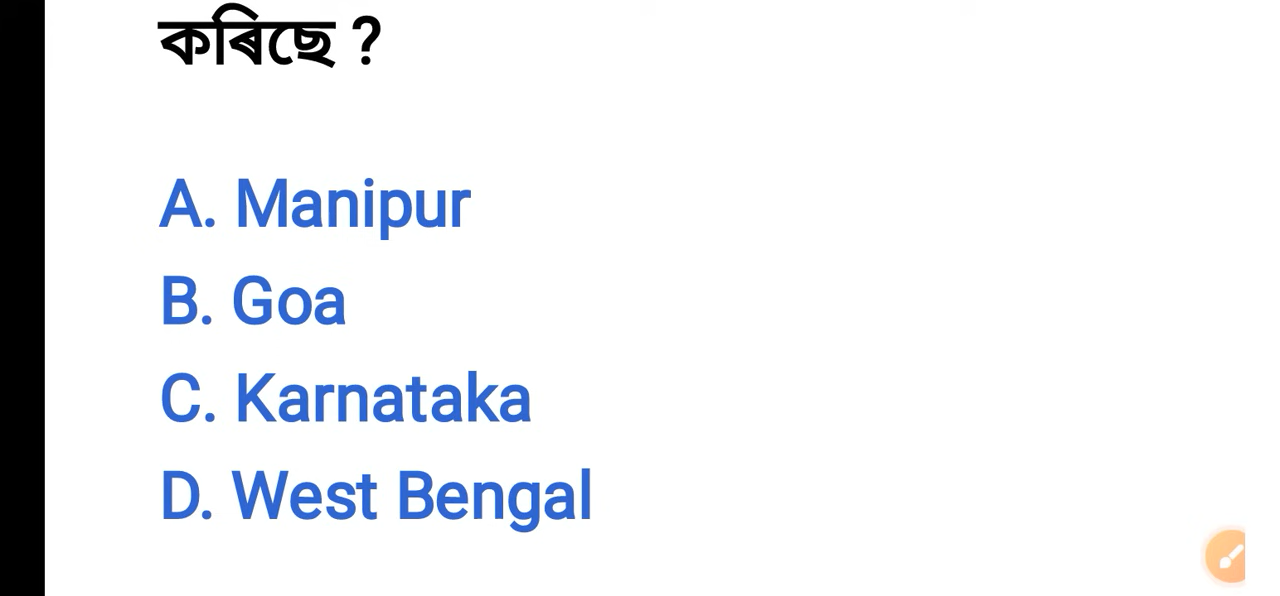 কৰিছে ?
A. Manipur
B. Goa
C. Karnataka
D. West Bengal